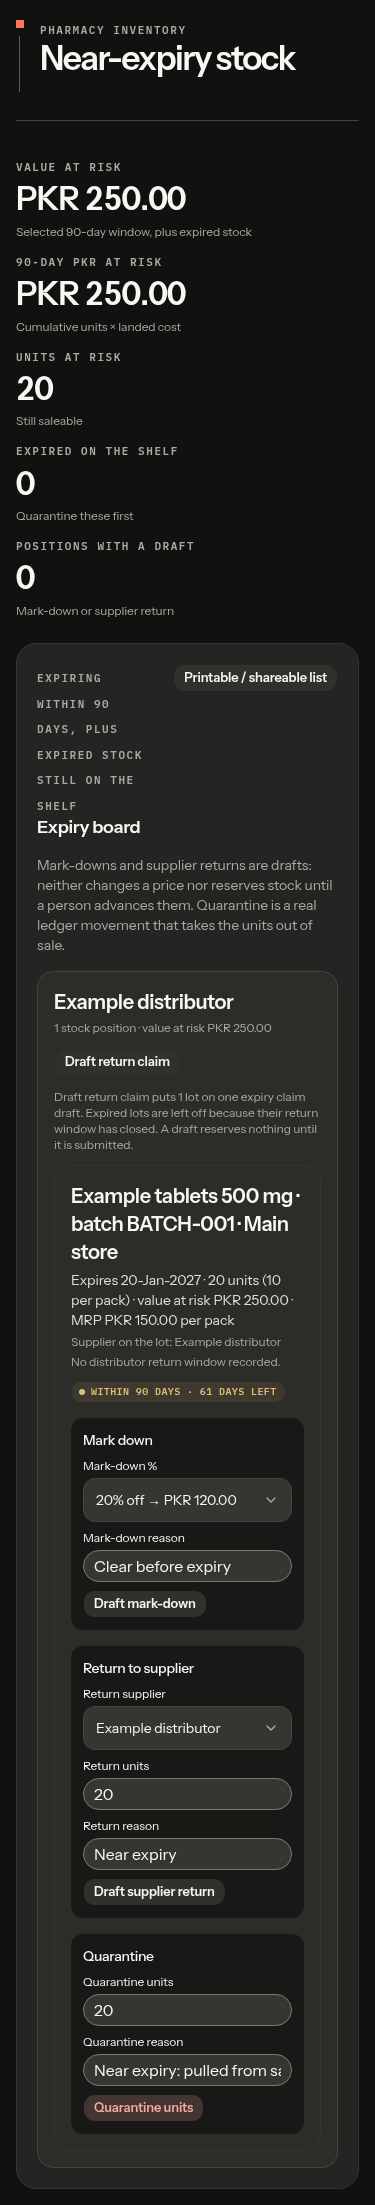 PHARMACY INVENTORY
Near-expiry stock
VALUE AT RISK
PKR 250.00
Selected 90-day window, plus expired stock
90-DAY PKR AT RISK
PKR 250.00
Cumulative units × landed cost
UNITS AT RISK
20
Still saleable
EXPIRED ON THE SHELF
0
Quarantine these first
POSITIONS WITH A DRAFT
0
Mark-down or supplier return
EXPIRING
WITHIN 90
DAYS, PLUS
EXPIRED STOCK
STILL ON THE
SHELF
Printable / shareable list
Expiry board
Mark-downs and supplier returns are drafts:
neither changes a price nor reserves stock until
a person advances them. Quarantine is a real
ledger movement that takes the units out of
sale.
Example distributor
1 stock position · value at risk PKR 250.00
Draft return claim
Draft return claim puts 1 lot on one expiry claim
draft. Expired lots are left off because their return
window has closed. A draft reserves nothing until
it is submitted.
Example tablets 500 mg ·
batch BATCH-001 · Main
store
Expires 20-Jan-2027 · 20 units (10
per pack) · value at risk PKR 250.00 ·
MRP PKR 150.00 per pack
Supplier on the lot: Example distributor
No distributor return window recorded.
WITHIN 90 DAYS · 61 DAYS LEFT
Mark down
Mark-down %
20% off → PKR 120.00
Mark-down reason
Clear before expiry
Draft mark-down
Return to supplier
Return supplier
Example distributor
Return units
20
Return reason
Near expiry
Draft supplier return
Quarantine
Quarantine units
20
Quarantine reason
Near expiry: pulled from sa
Quarantine units